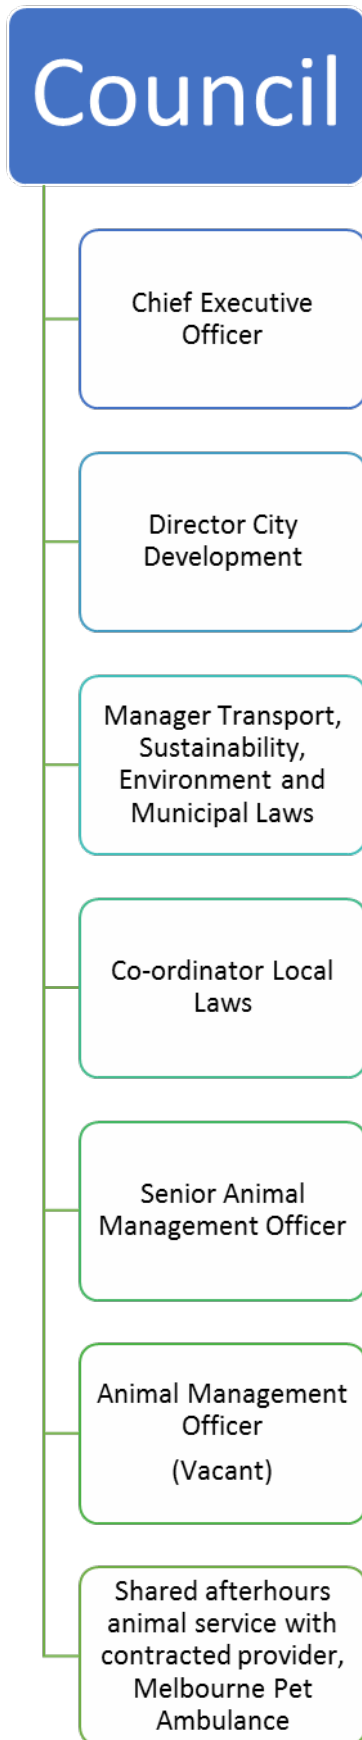 Council
Chief Executive
Officer
Director City
Development
Manager Transport,
Sustainability,
Environment and
Municipal Laws
Co-ordinator Local
Laws
Senior Animal
Management Officer
Animal Management
Officer
(Vacant)
Shared afterhours
animal service with
contracted provider,
Melbourne Pet
Ambulance